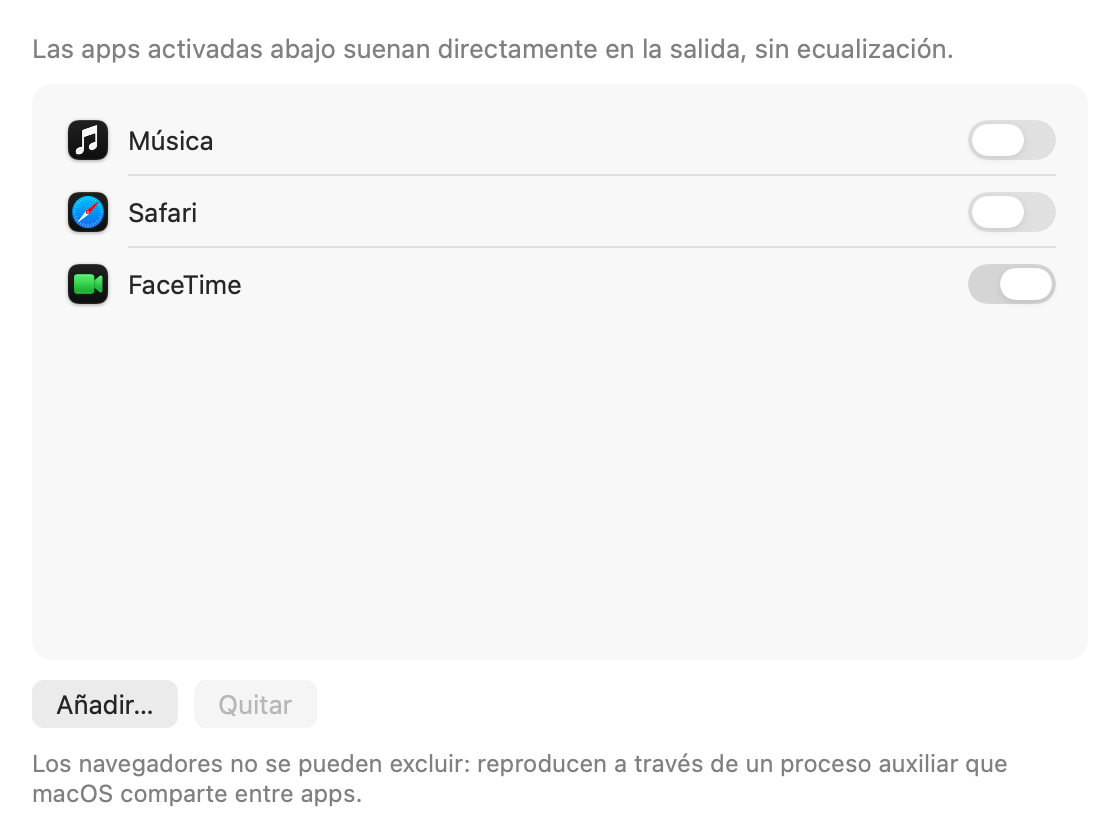 Las apps activadas abajo suenan directamente en la salida, sin ecualización.
Música
Safari
FaceTime
Añadir...
Quitar
Los navegadores no se pueden excluir: reproducen a través de un proceso auxiliar que
macOS comparte entre apps.